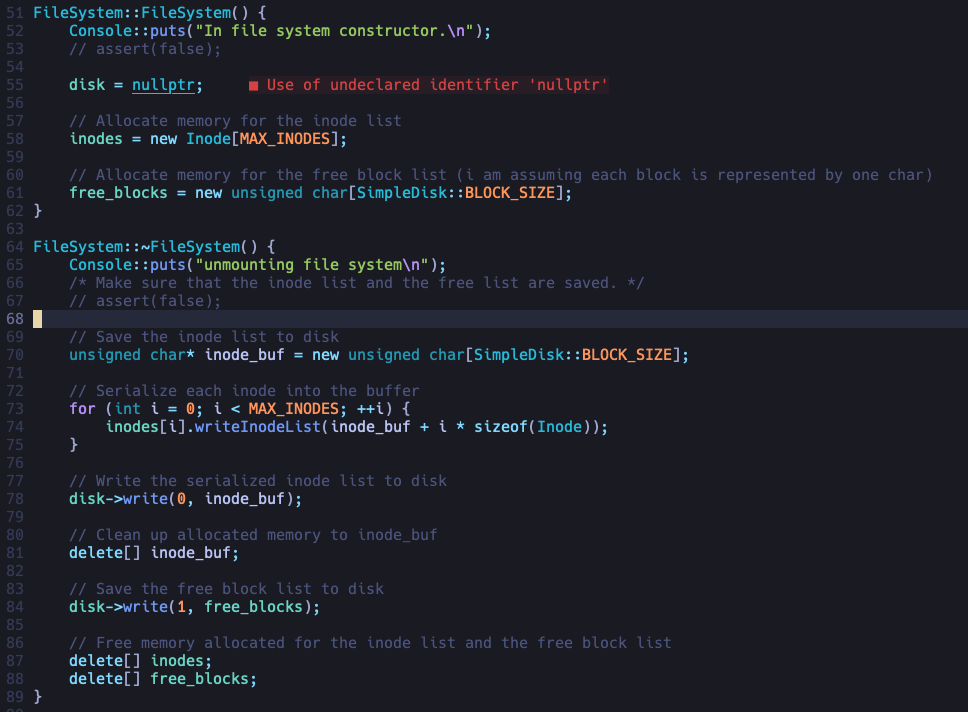 51 FileSystem::FileSystem() {
52     Console::puts("In file system constructor.\n");
53     // assert(false);
54
55     disk = nullptr;     ■ Use of undeclared identifier 'nullptr'
56
57     // Allocate memory for the inode list
58     inodes = new Inode[MAX_INODES];
59
60     // Allocate memory for the free block list (i am assuming each block is represented by one char)
61     free_blocks = new unsigned char[SimpleDisk::BLOCK_SIZE];
62 }
63
64 FileSystem::~FileSystem() {
65     Console::puts("unmounting file system\n");
66     /* Make sure that the inode list and the free list are saved. */
67     // assert(false);
68
69     // Save the inode list to disk
70     unsigned char* inode_buf = new unsigned char[SimpleDisk::BLOCK_SIZE];
71
72     // Serialize each inode into the buffer
73     for (int i = 0; i < MAX_INODES; ++i) {
74         inodes[i].writeInodeList(inode_buf + i * sizeof(Inode));
75     }
76
77     // Write the serialized inode list to disk
78     disk->write(0, inode_buf);
79
80     // Clean up allocated memory to inode_buf
81     delete[] inode_buf;
82
83     // Save the free block list to disk
84     disk->write(1, free_blocks);
85
86     // Free memory allocated for the inode list and the free block list
87     delete[] inodes;
88     delete[] free_blocks;
89 }